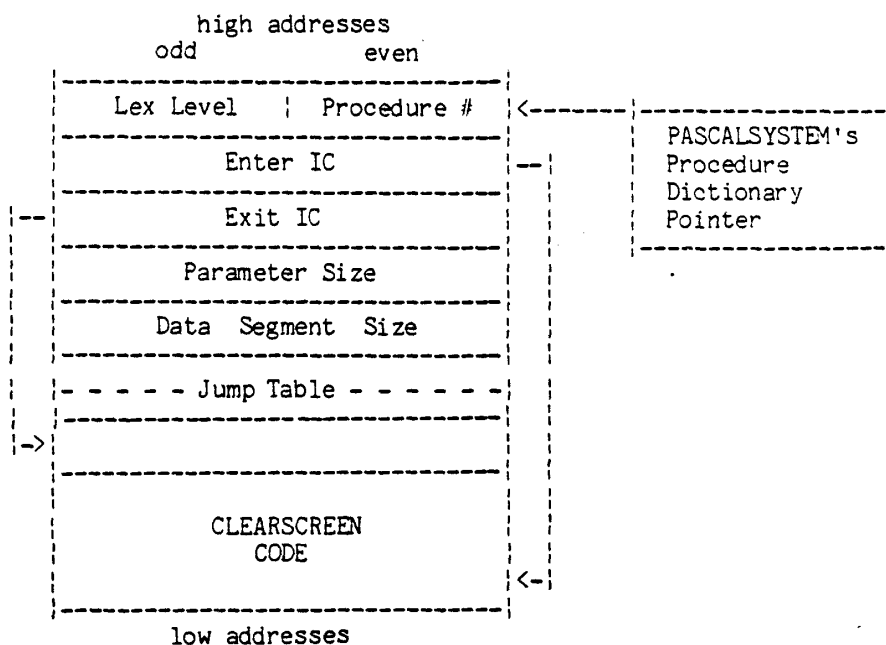 high addresses
odd even
Lex Level | Procedure #
Enter IC
Exit IC
Parameter Size
Data Segment Size
Jump Table
CLEARSCREEN
CODE
low addresses
PASCALSYSTEM's
Procedure
Dictionary
Pointer